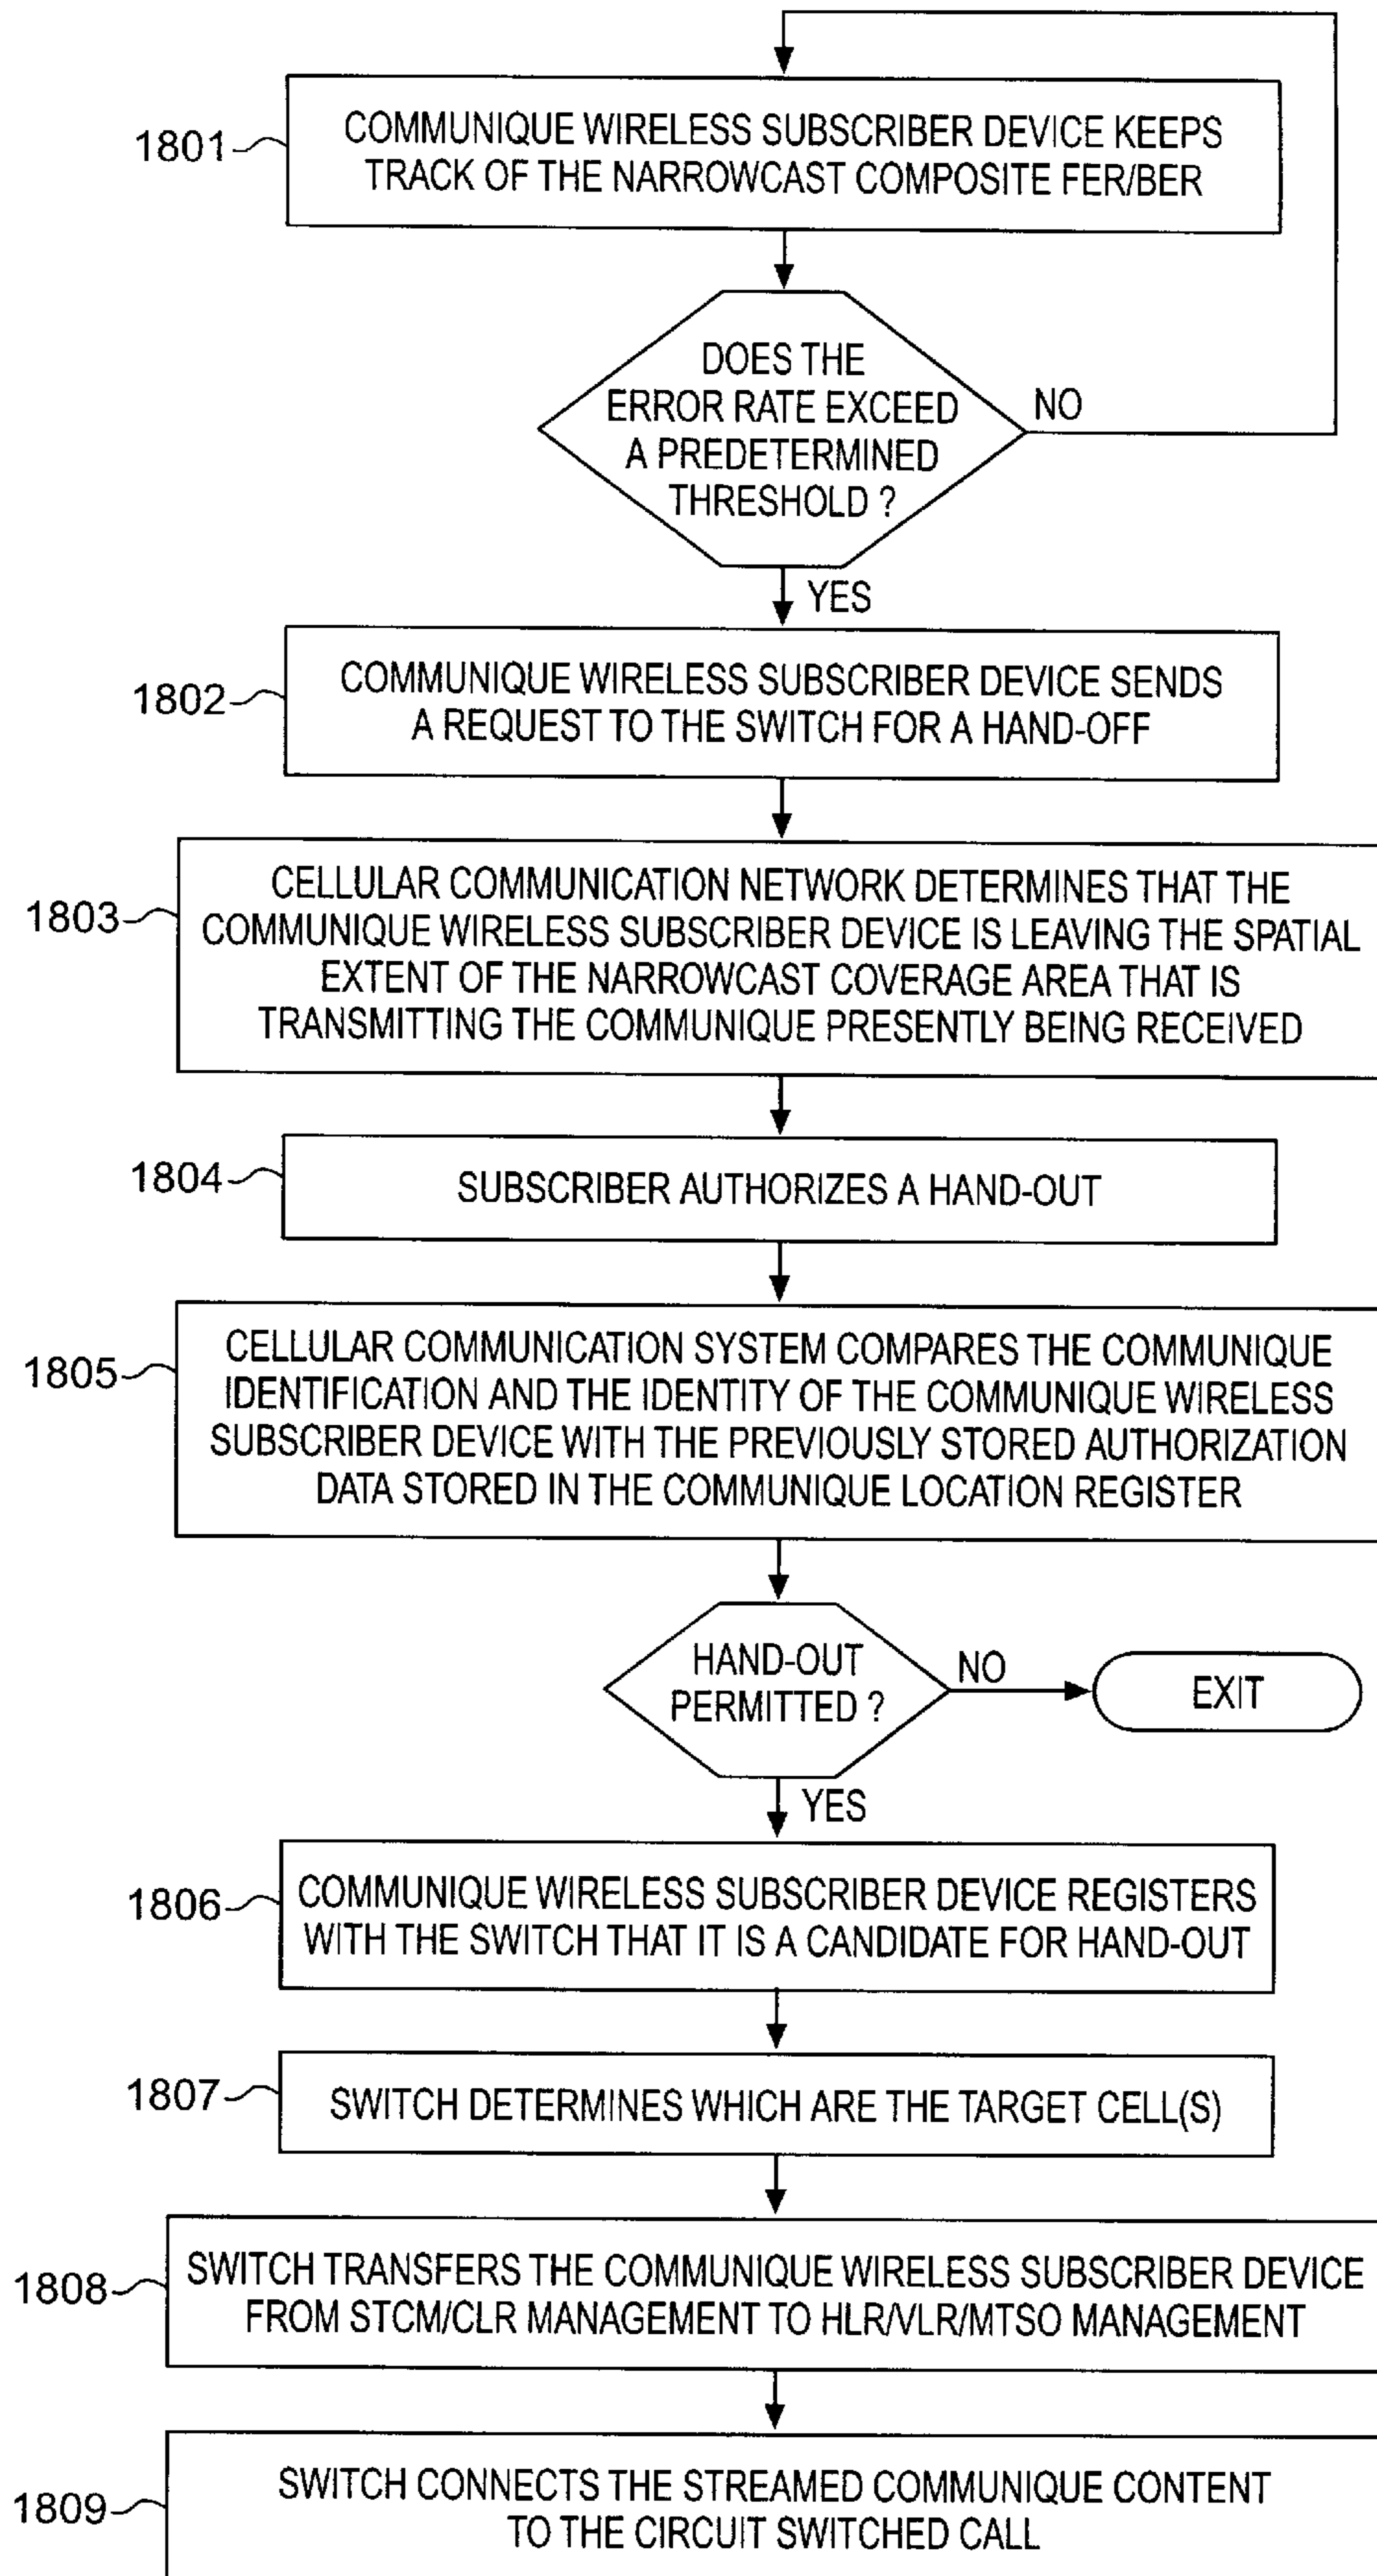 1801
COMMUNIQUE WIRELESS SUBSCRIBER DEVICE KEEPS
TRACK OF THE NARROWCAST COMPOSITE FER/BER
DOES THE
ERROR RATE EXCEED
A PREDETERMINED
THRESHOLD ?
NO
YES
1802
COMMUNIQUE WIRELESS SUBSCRIBER DEVICE SENDS
A REQUEST TO THE SWITCH FOR A HAND-OFF
1803
CELLULAR COMMUNICATION NETWORK DETERMINES THAT THE
COMMUNIQUE WIRELESS SUBSCRIBER DEVICE IS LEAVING THE SPATIAL
EXTENT OF THE NARROWCAST COVERAGE AREA THAT IS
TRANSMITTING THE COMMUNIQUE PRESENTLY BEING RECEIVED
1804
SUBSCRIBER AUTHORIZES A HAND-OUT
1805
CELLULAR COMMUNICATION SYSTEM COMPARES THE COMMUNIQUE
IDENTIFICATION AND THE IDENTITY OF THE COMMUNIQUE WIRELESS
SUBSCRIBER DEVICE WITH THE PREVIOUSLY STORED AUTHORIZATION
DATA STORED IN THE COMMUNIQUE LOCATION REGISTER
HAND-OUT
PERMITTED ?
NO
EXIT
YES
1806
COMMUNIQUE WIRELESS SUBSCRIBER DEVICE REGISTERS
WITH THE SWITCH THAT IT IS A CANDIDATE FOR HAND-OUT
1807
SWITCH DETERMINES WHICH ARE THE TARGET CELL(S)
1808
SWITCH TRANSFERS THE COMMUNIQUE WIRELESS SUBSCRIBER DEVICE
FROM STCM/CLR MANAGEMENT TO HLR/VLR/MTSO MANAGEMENT
1809
SWITCH CONNECTS THE STREAMED COMMUNIQUE CONTENT
TO THE CIRCUIT SWITCHED CALL